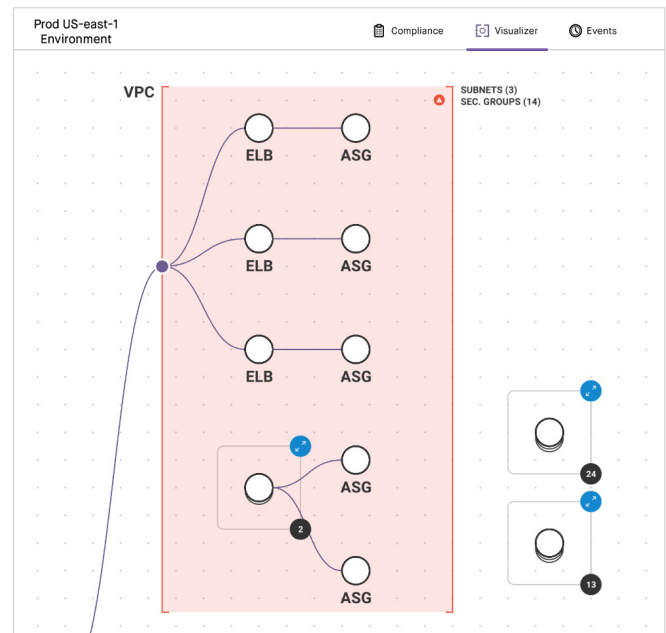 Prod US-east-1
Environment
Compliance
Visualizer
Events
VPC
SUBNETS (3)
SEC. GROUPS (14)
ELB
ASG
ELB
ASG
ELB
ASG
ASG
2
ASG
24
13